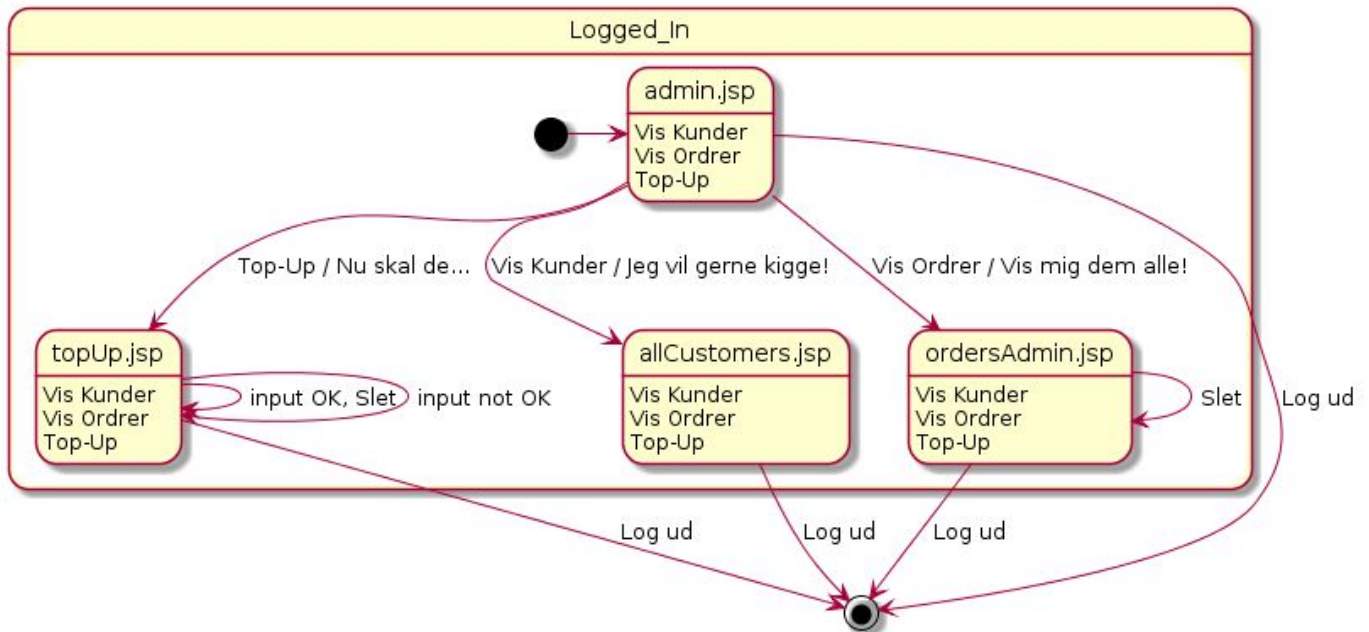 Logged_In
admin.jsp
Vis Kunder
Vis Ordrer
Top-Up
Top-Up / Nu skal de...
Vis Kunder / Jeg vil gerne kigge!
Vis Ordrer / Vis mig dem alle!
topUp.jsp
Vis Kunder
Vis Ordrer
Top-Up
input OK, Slet
input not OK
allCustomers.jsp
Vis Kunder
Vis Ordrer
Top-Up
ordersAdmin.jsp
Vis Kunder
Vis Ordrer
Top-Up
Slet
Log ud
Log ud
Log ud
Log ud